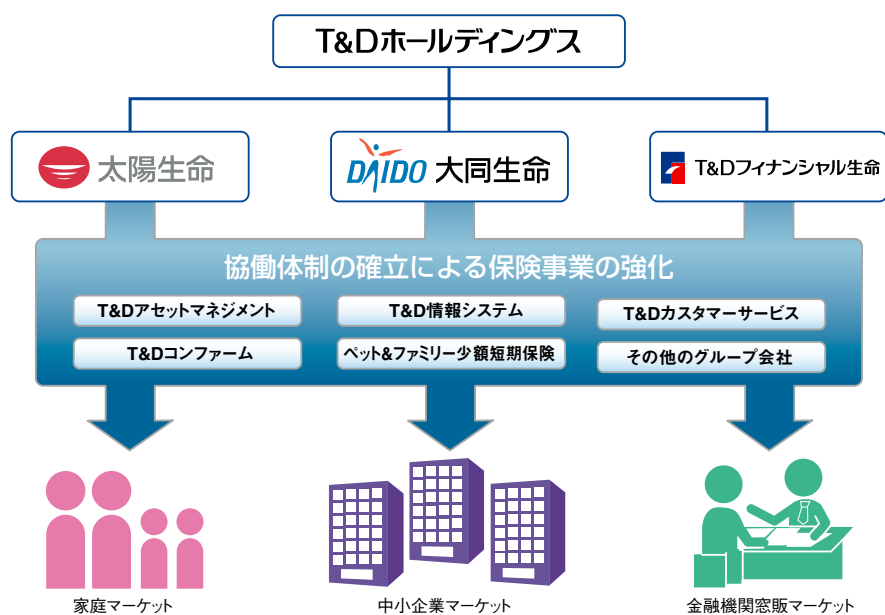 T&Dホールディングス
太陽生命
DAIDO 大同生命
T&Dフィナンシャル生命
協働体制の確立による保険事業の強化
T&Dアセットマネジメント
T&D情報システム
T&Dカスタマーサービス
T&Dコンファーム
ペット&ファミリー少額短期保険
その他のグループ会社
家庭マーケット
中小企業マーケット
金融機関窓販マーケット